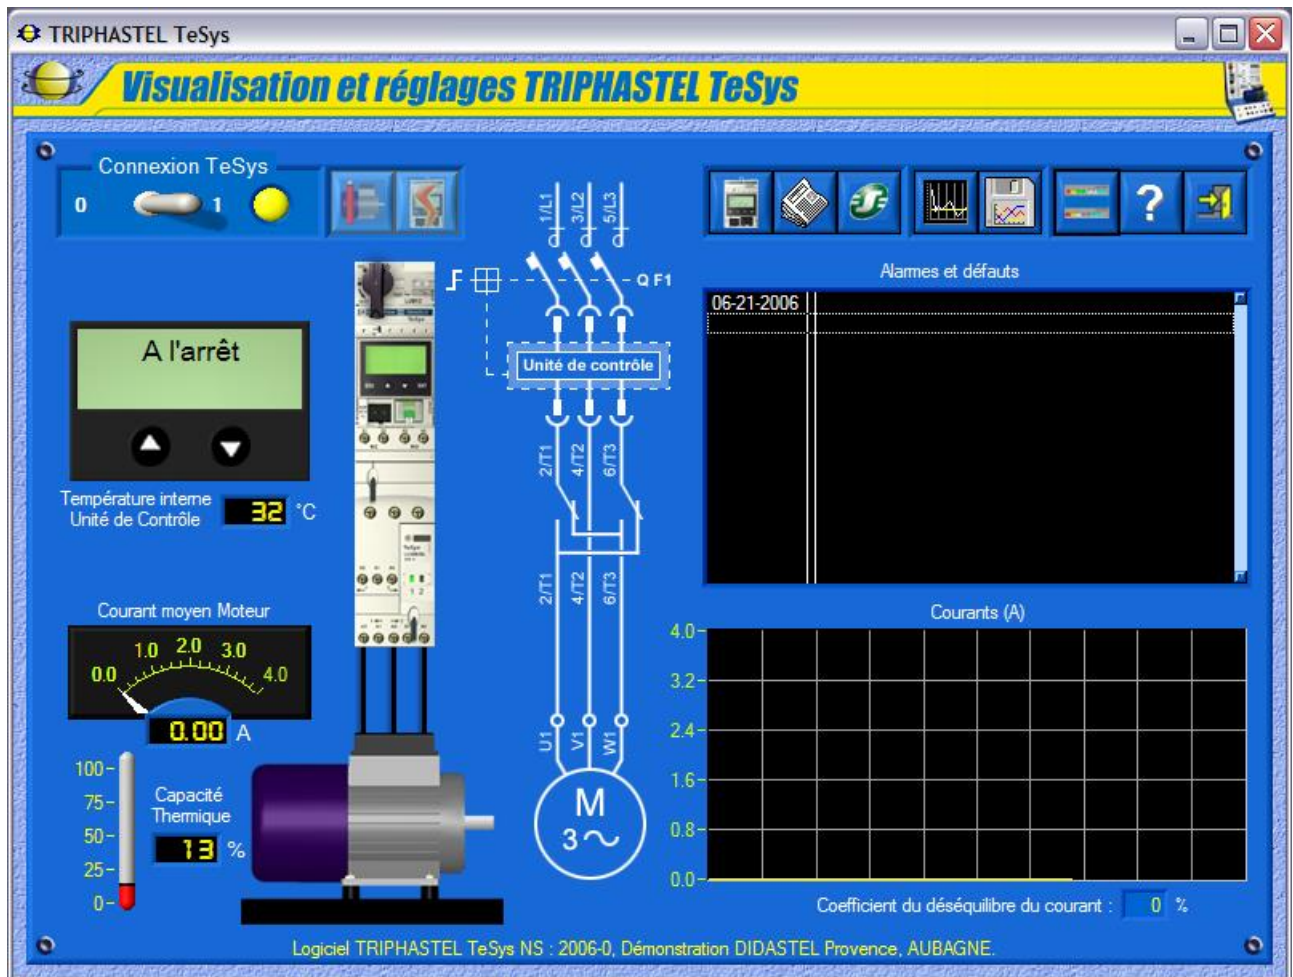 TRIPHASTEL TeSys
Visualisation et réglages TRIPHASTEL TeSys
Connexion TeSys
0
1
?
1/L1
3/L2
5/L3
Q F1
Unité de contrôle
2/T1
4/T2
6/T3
2/T1
4/T2
6/T3
U1
V1
W1
M
3
Alarmes et défauts
06-21-2006
A l'arrêt
Température interne
Unité de Contrôle
32 °C
Courant moyen Moteur
0.0 1.0 2.0 3.0 4.0
0.00 A
100
75
50
25
0
Capacité
Thermique
13 %
Courants (A)
4.0
3.2
2.4
1.6
0.8
0.0
Coefficient du déséquilibre du courant : 0 %
Logiciel TRIPHASTEL TeSys NS : 2006-0, Démonstration DIDASTEL Provence, AUBAGNE.